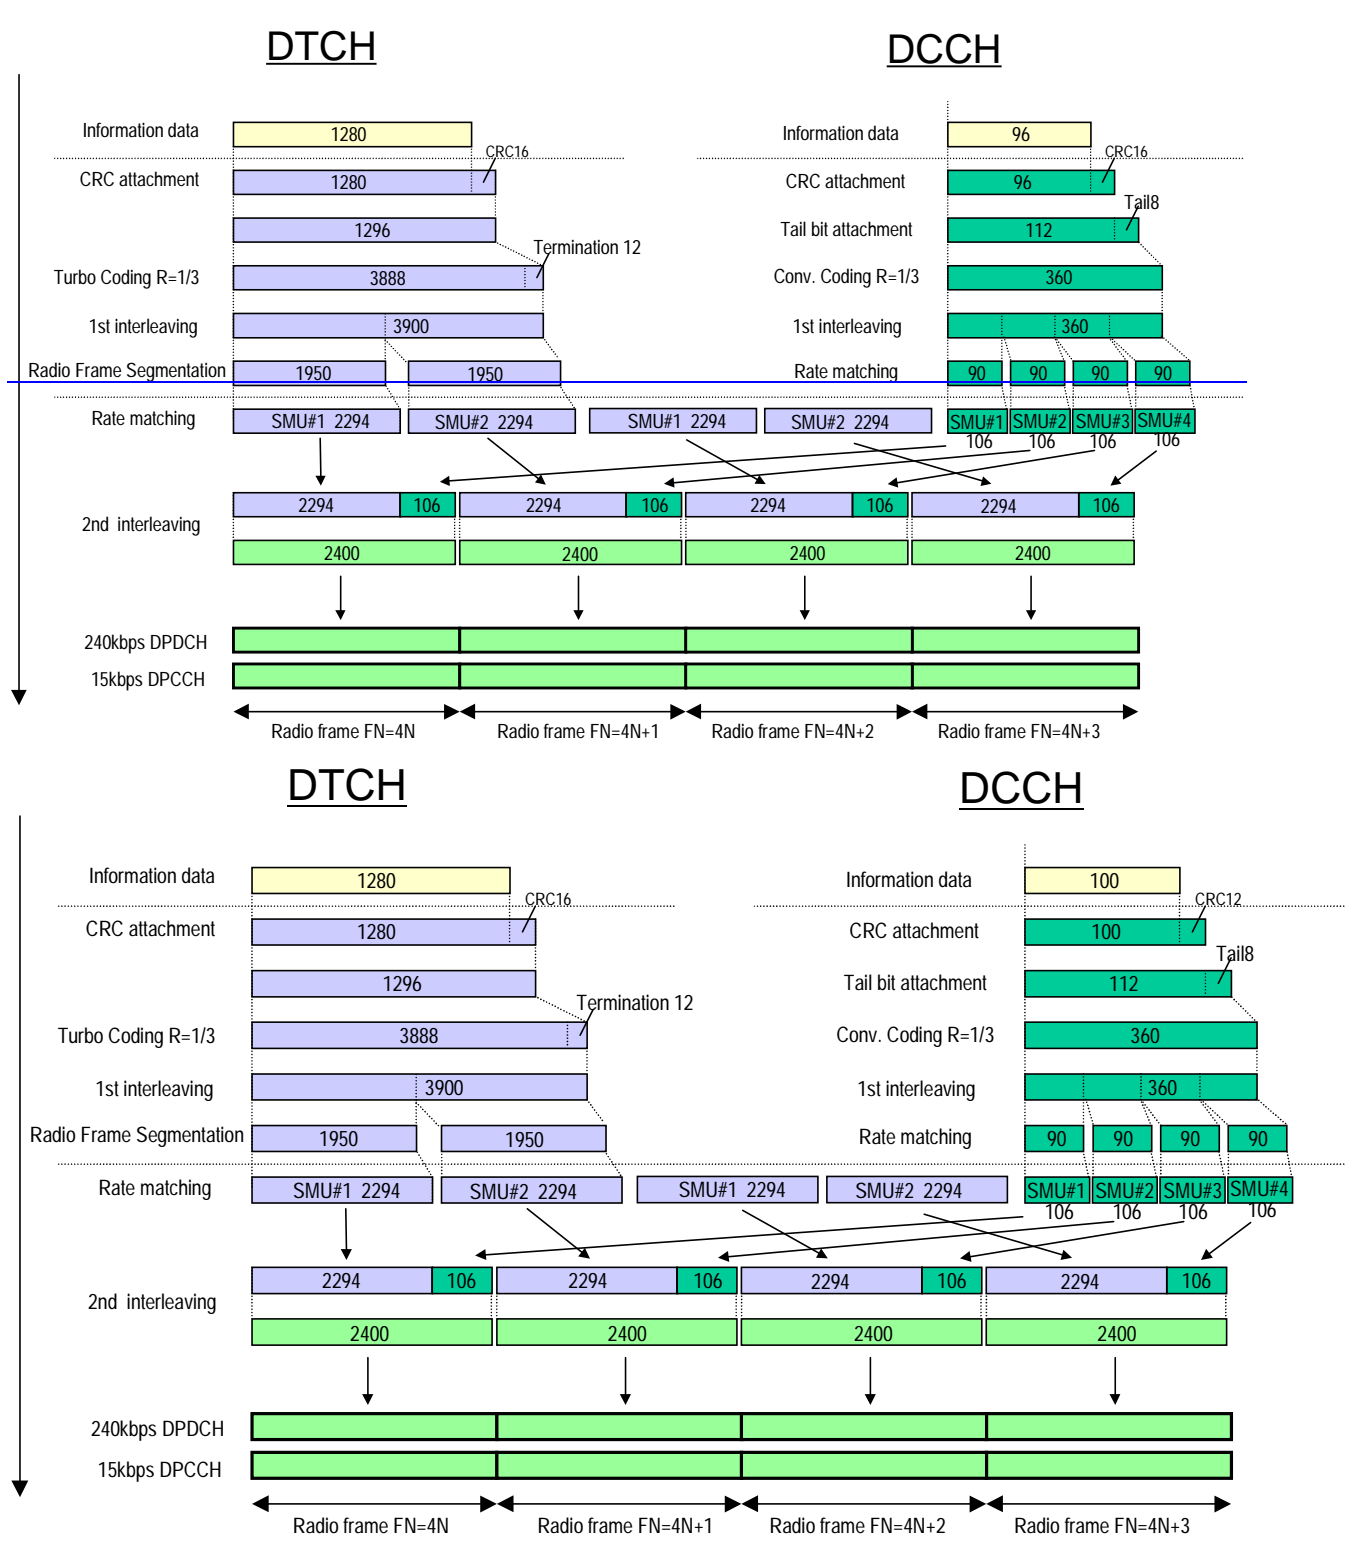 DTCH DCCH
Information data 1280 Information data 96
CRC16 CRC16
CRC attachment 1280 CRC attachment 96
Tail8
1296 Tail bit attachment 112
Termination 12
Turbo Coding R=1/3 3888 Conv. Coding R=1/3 360
1st interleaving 3900 1st interleaving 360
Radio Frame Segmentation 1950 1950 Rate matching 90 90 90 90
Rate matching SMU#1 2294 SMU#2 2294 SMU#1 2294 SMU#2 2294 SMU#1 SMU#2 SMU#3 SMU#4
106 106 106 106
2294 106 2294 106 2294 106 2294 106
2nd interleaving
2400 2400 2400 2400
240kbps DPDCH
15kbps DPCCH
Radio frame FN=4N Radio frame FN=4N+1 Radio frame FN=4N+2 Radio frame FN=4N+3
DTCH DCCH
Information data 1280 Information data 100
CRC16 CRC12
CRC attachment 1280 CRC attachment 100
Tail8
1296 Tail bit attachment 112
Termination 12
Turbo Coding R=1/3 3888 Conv. Coding R=1/3 360
1st interleaving 3900 1st interleaving 360
Radio Frame Segmentation 1950 1950 Rate matching 90 90 90 90
Rate matching SMU#1 2294 SMU#2 2294 SMU#1 2294 SMU#2 2294 SMU#1 SMU#2 SMU#3 SMU#4
106 106 106 106
2294 106 2294 106 2294 106 2294 106
2nd interleaving
2400 2400 2400 2400
240kbps DPDCH
15kbps DPCCH
Radio frame FN=4N Radio frame FN=4N+1 Radio frame FN=4N+2 Radio frame FN=4N+3